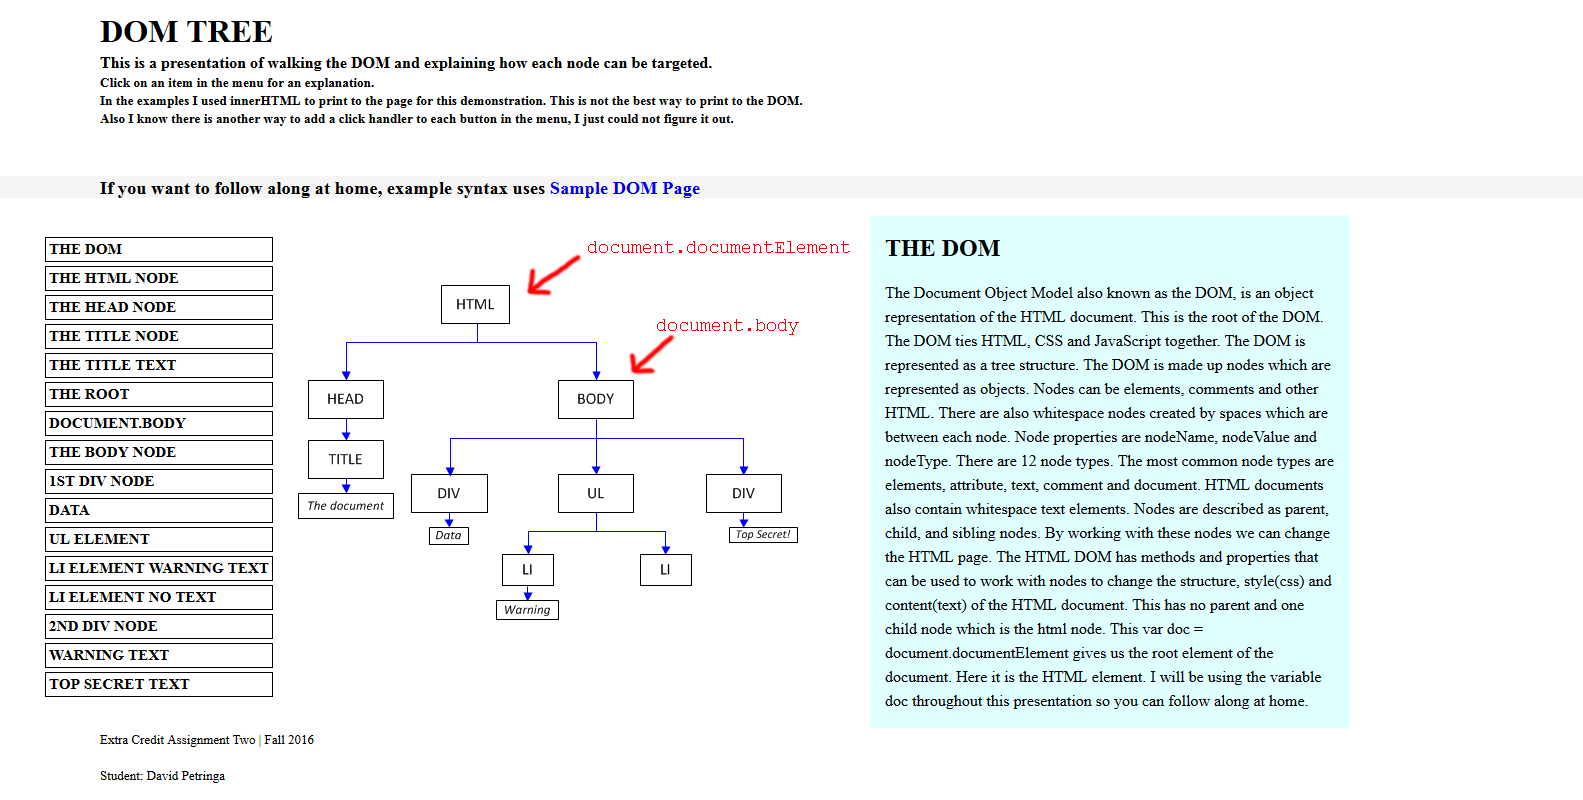 DOM TREE
This is a presentation of walking the DOM and explaining how each node can be targeted.
Click on an item in the menu for an explanation.
In the examples I used innerHTML to print to the page for this demonstration. This is not the best way to print to the DOM.
Also I know there is another way to add a click handler to each button in the menu, I just could not figure it out.
If you want to follow along at home, example syntax uses Sample DOM Page
THE DOM
THE HTML NODE
THE HEAD NODE
THE TITLE NODE
THE TITLE TEXT
THE ROOT
DOCUMENT.BODY
THE BODY NODE
1ST DIV NODE
DATA
UL ELEMENT
LI ELEMENT WARNING TEXT
LI ELEMENT NO TEXT
2ND DIV NODE
WARNING TEXT
TOP SECRET TEXT
document.documentElement
HTML
document.body
HEAD
BODY
TITLE
The document
DIV
UL
DIV
Data
Top Secret!
LI
LI
Warning
THE DOM
The Document Object Model also known as the DOM, is an object
representation of the HTML document. This is the root of the DOM.
The DOM ties HTML, CSS and JavaScript together. The DOM is
represented as a tree structure. The DOM is made up nodes which are
represented as objects. Nodes can be elements, comments and other
HTML. There are also whitespace nodes created by spaces which are
between each node. Node properties are nodeName, nodeValue and
nodeType. There are 12 node types. The most common node types are
elements, attribute, text, comment and document. HTML documents
also contain whitespace text elements. Nodes are described as parent,
child, and sibling nodes. By working with these nodes we can change
the HTML page. The HTML DOM has methods and properties that
can be used to work with nodes to change the structure, style(css) and
content(text) of the HTML document. This has no parent and one
child node which is the html node. This var doc =
document.documentElement gives us the root element of the
document. Here it is the HTML element. I will be using the variable
doc throughout this presentation so you can follow along at home.
Extra Credit Assignment Two | Fall 2016
Student: David Petringa